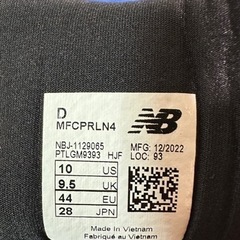 D
MFCPRLN4
NB
NBJ-1129065
PTLGM9393 HJF
MFG: 12/2022
LOC: 93
10 US
9.5 UK
44 EU
28 JPN
Made in Vietnam
Fabriqué au Vietnam